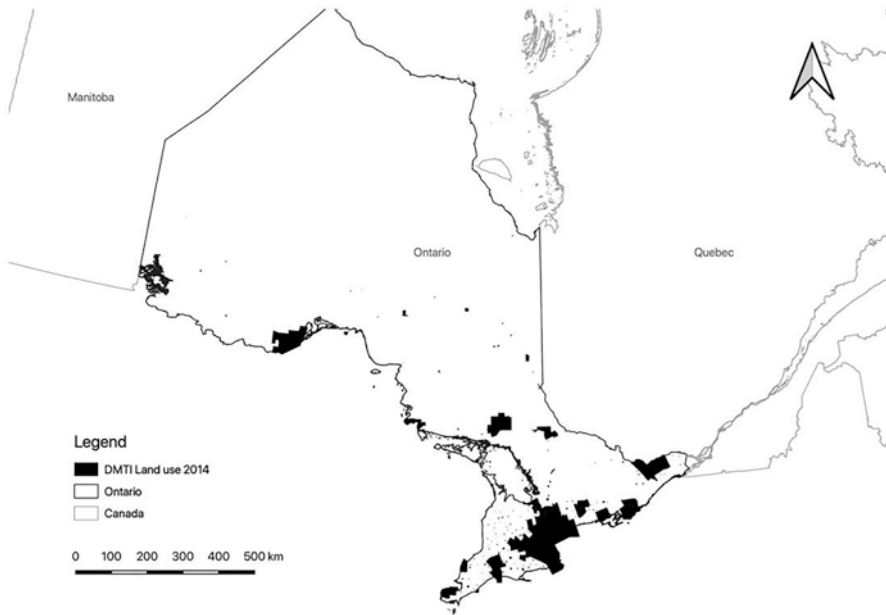 Manitoba
Ontario
Quebec
Legend
DMTI Land use 2014
Ontario
Canada
0 100 200 300 400 500 km